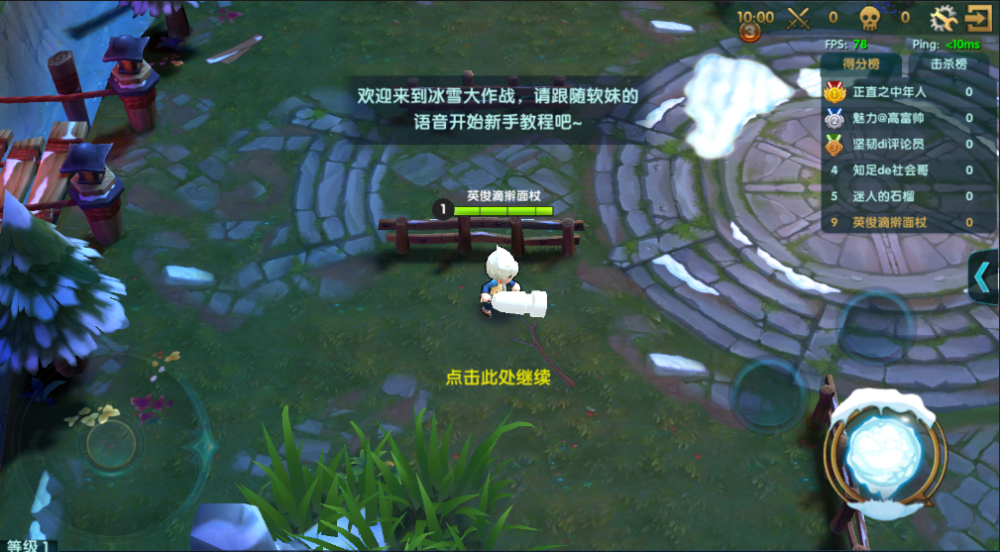 10:00
0
0
3
FPS: 78
Ping: <10ms
得分榜
击杀榜
1 正直之中年人 0
2 魅力@高富帅 0
3 坚韧di评论员 0
4 知足de社会哥 0
5 迷人的石榴 0
9 英俊滴擀面杖 0
欢迎来到冰雪大作战，请跟随软妹的
语音开始新手教程吧~
英俊滴擀面杖
1
点击此处继续
等级1